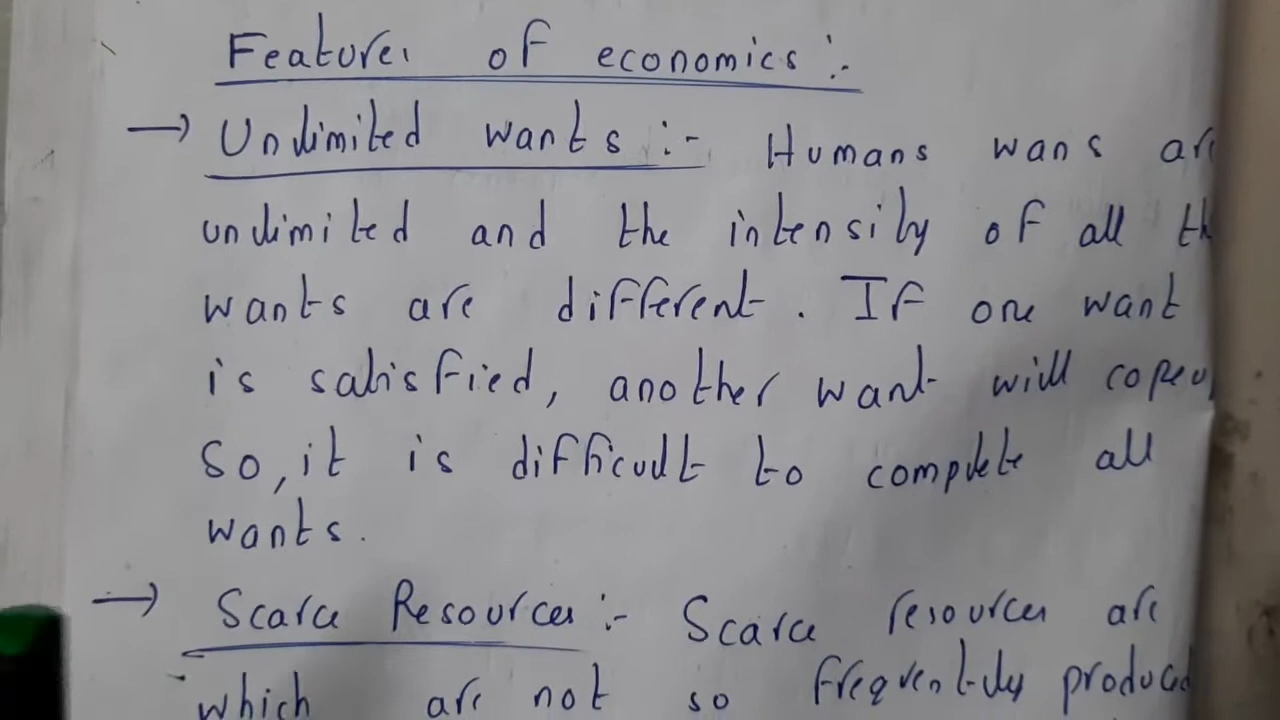 Features of economics :-
→ Unlimited wants :- Humans wans are
unlimited and the intensity of all th
wants are different. If one want
is satisfied, another want will
So, it is difficult to complete all
wants.
→ Scarce Resources :- Scarce resources are
which are not so frequently produced